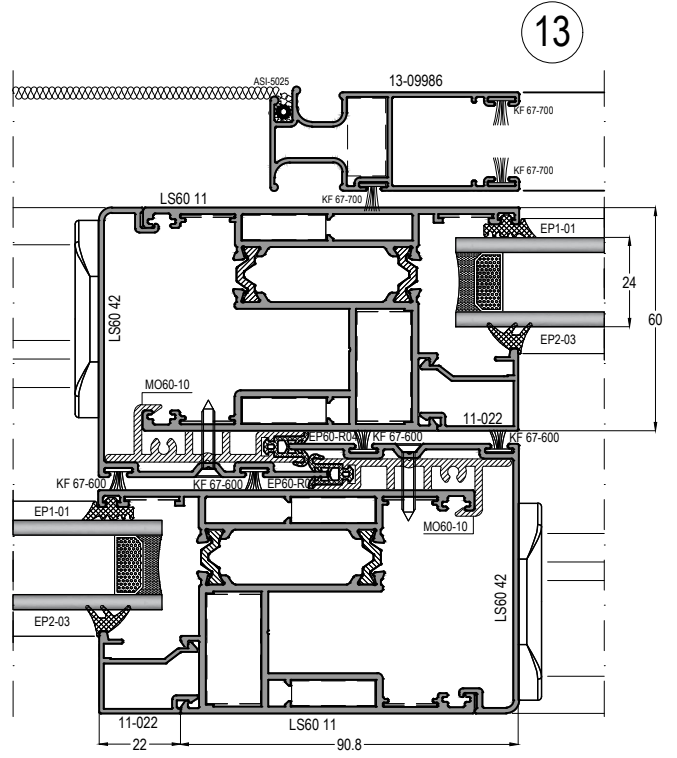 13
ASI-5025
13-09986
KF 67-700
KF 67-700
KF 67-700
LS60 11
EP1-01
24
60
LS60 42
EP2-03
MO60-10
11-022
EP60-R04
KF 67-600
KF 67-600
KF 67-600
KF 67-600
EP1-01
MO60-10
LS60 42
EP2-03
11-022
LS60 11
22
90.8